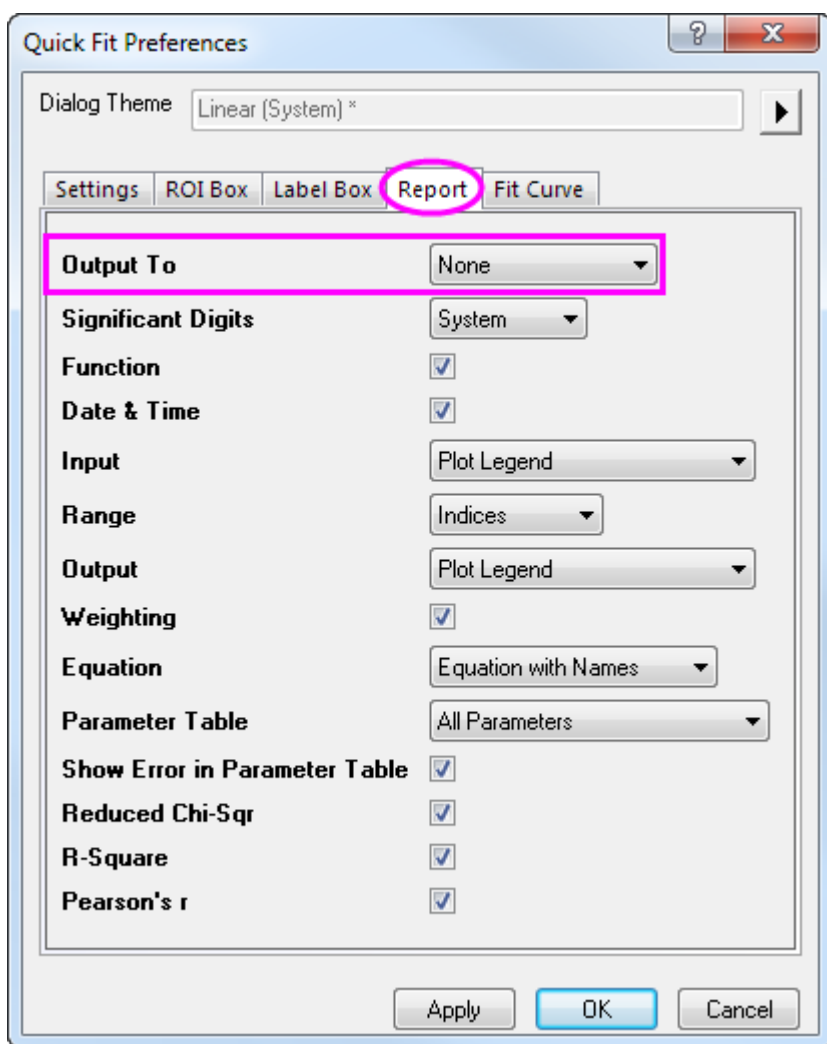 Quick Fit Preferences
Dialog Theme Linear (System) *
Settings ROI Box Label Box Report Fit Curve
Output To None
Significant Digits System
Function
Date & Time
Input Plot Legend
Range Indices
Output Plot Legend
Weighting
Equation Equation with Names
Parameter Table All Parameters
Show Error in Parameter Table
Reduced Chi-Sqr
R-Square
Pearson's r
Apply OK Cancel